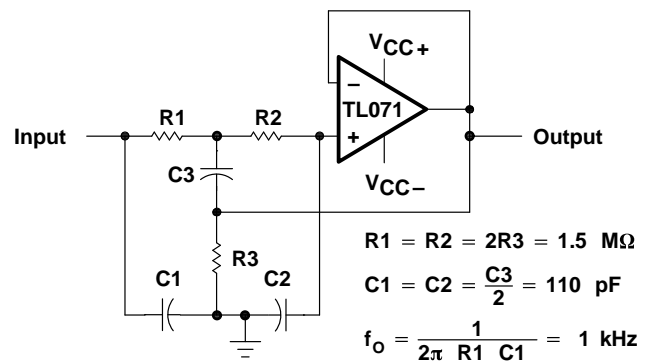 VCC+
−
TL071
+
VCC−
Input
R1
R2
Output
C3
R3
C1
C2
R1 = R2 = 2R3 = 1.5 MΩ
C1 = C2 = C3/2 = 110 pF
fO = 1/(2π R1 C1) = 1 kHz